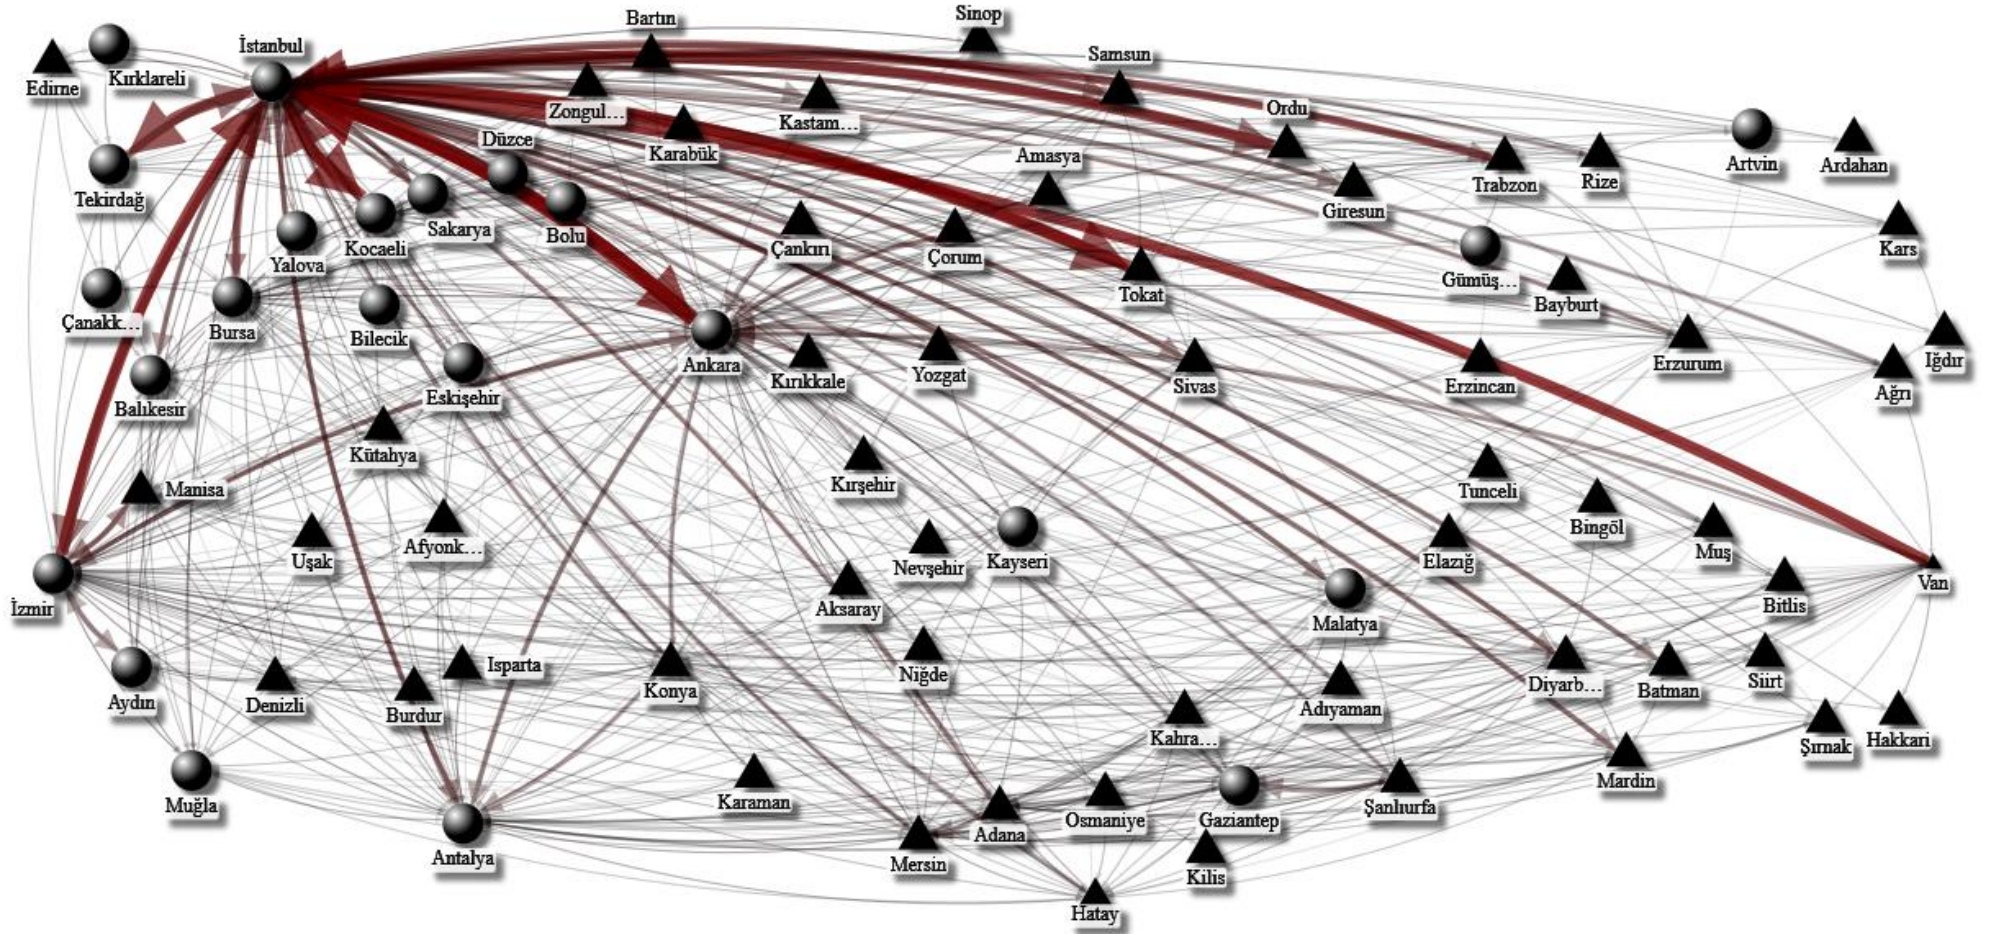 Bartın
Sinop
İstanbul
Samsun
Edirne
Kırklareli
Zongul...
Kastam...
Ordu
Düzce
Karabük
Amasya
Trabzon
Rize
Artvin
Ardahan
Tekirdağ
Yalova
Kocaeli
Sakarya
Bolu
Çankırı
Çorum
Giresun
Gümüş...
Bayburt
Kars
Tokat
Çanakk...
Bursa
Bilecik
Ankara
Kırıkkale
Yozgat
Sivas
Erzincan
Erzurum
Iğdır
Ağrı
Balıkesir
Eskişehir
Kütahya
Manisa
Kırşehir
Tunceli
Bingöl
Muş
Uşak
Afyonk...
Nevşehir
Kayseri
Elazığ
Van
İzmir
Aksaray
Malatya
Bitlis
Aydın
Denizli
Burdur
Isparta
Konya
Niğde
Adıyaman
Diyarb...
Batman
Siirt
Kahra...
Şırnak
Hakkari
Muğla
Antalya
Karaman
Mersin
Adana
Osmaniye
Gaziantep
Şanlıurfa
Mardin
Kilis
Hatay